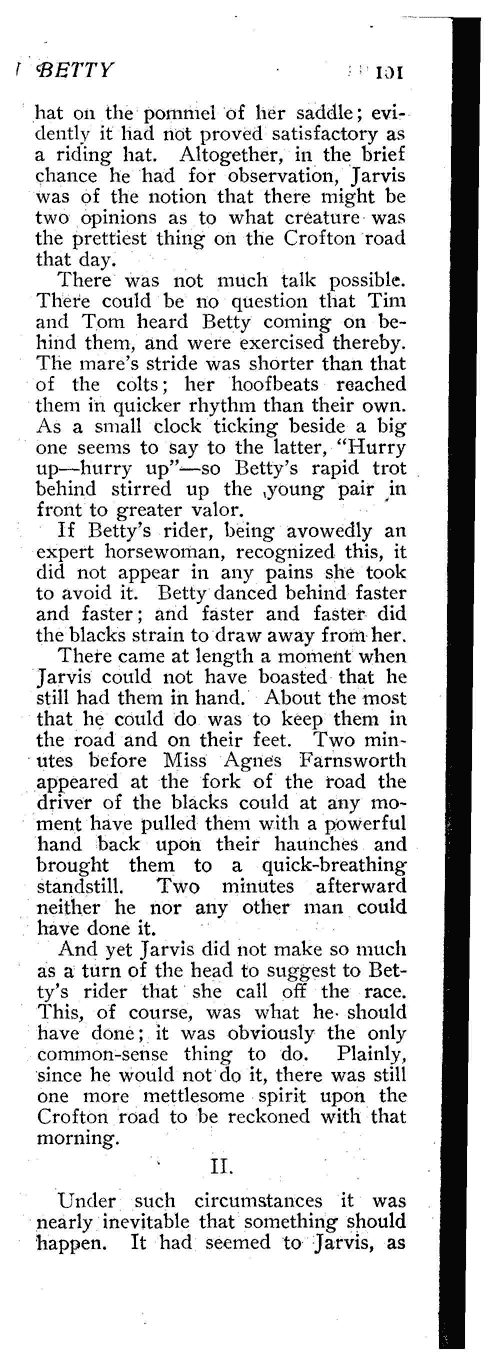 BETTY 101
hat on the pommel of her saddle; evi-
dently it had not proved satisfactory as
a riding hat. Altogether, in the brief
chance he had for observation, Jarvis
was of the notion that there might be
two opinions as to what creature was
the prettiest thing on the Crofton road
that day.
There was not much talk possible.
There could be no question that Tim
and Tom heard Betty coming on be-
hind them, and were exercised thereby.
The mare's stride was shorter than that
of the colts; her hoofbeats reached
them in quicker rhythm than their own.
As a small clock ticking beside a big
one seems to say to the latter, "Hurry
up—hurry up"—so Betty's rapid trot
behind stirred up the young pair in
front to greater valor.
If Betty's rider, being avowedly an
expert horsewoman, recognized this, it
did not appear in any pains she took
to avoid it. Betty danced behind faster
and faster; and faster and faster did
the blacks strain to draw away from her.
There came at length a moment when
Jarvis could not have boasted that he
still had them in hand. About the most
that he could do was to keep them in
the road and on their feet. Two min-
utes before Miss Agnes Farnsworth
appeared at the fork of the road the
driver of the blacks could at any mo-
ment have pulled them with a powerful
hand back upon their haunches and
brought them to a quick-breathing
standstill. Two minutes afterward
neither he nor any other man could
have done it.
And yet Jarvis did not make so much
as a turn of the head to suggest to Bet-
ty's rider that she call off the race.
This, of course, was what he should
have done; it was obviously the only
common-sense thing to do. Plainly,
since he would not do it, there was still
one more mettlesome spirit upon the
Crofton road to be reckoned with that
morning.
II.
Under such circumstances it was
nearly inevitable that something should
happen. It had seemed to Jarvis, as